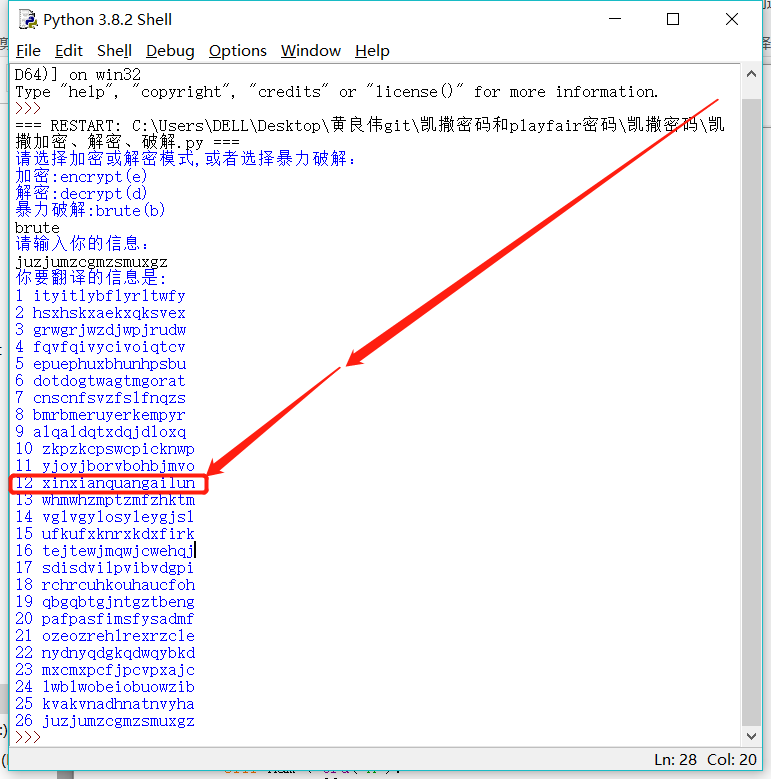 Python 3.8.2 Shell
File Edit Shell Debug Options Window Help
D64)] on win32
Type "help", "copyright", "credits" or "license()" for more information.
>>>
=== RESTART: C:\Users\DELL\Desktop\黄良伟git\凯撒密码和playfair密码\凯撒密码\凯
撒加密、解密、破解.py ===
请选择加密或解密模式,或者选择暴力破解:
加密:encrypt(e)
解密:decrypt(d)
暴力破解:brute(b)
brute
请输入你的信息:
juzjumzcgmzsmuxgz
你要翻译的信息是:
1 ityitlybflyrltwfy
2 hsxhskxaekxqksvex
3 grwgrjwzdjwpjrudw
4 fqvfqivycivoiqtcv
5 epuephuxbhunhpsbu
6 dotdogtwagtmgorat
7 cnscnfsvzfslfnqzs
8 bmrbmeruyerkempyr
9 alqaldqtxdqjdloxq
10 zkpzkcpswcpicknwp
11 yjoyjborvbohbjmvo
12 xinxianquangailun
13 whmwhzmptzmfzhktm
14 vglvgylosyleygjsl
15 ufkufxknrxkdxfirk
16 tejtewjmqwjcwehqj
17 sdisdvilpvibvdgpi
18 rchrcuhkouhaucfoh
19 qbgqbtgjntgztbeng
20 pafpasfimsfysadmf
21 ozeozrehlrexrzcle
22 nydnyqdgkqdwqybkd
23 mxcmxpcfjpcvpxajc
24 lwblwobeiobuowzib
25 kvakvnadhnatnvyha
26 juzjumzcgmzsmuxgz
>>>
Ln: 28 Col: 20